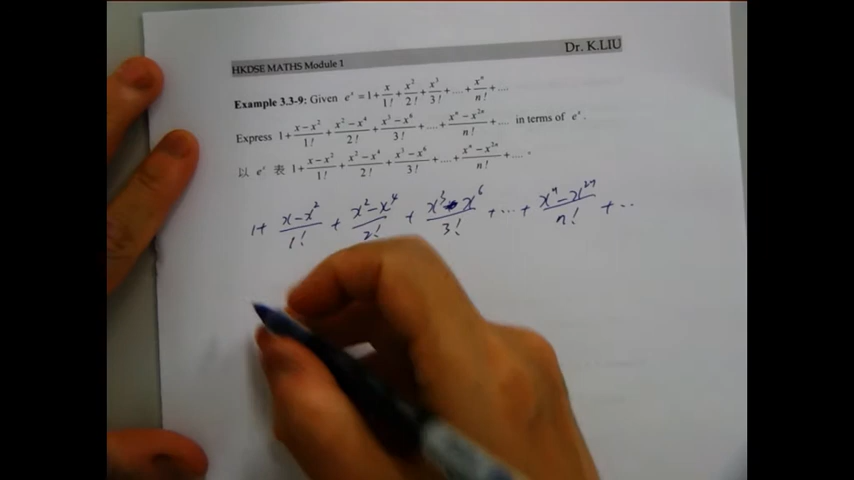 HKDSE MATHS Module 1 Dr. K.LIU
Example 3.3-9: Given e^x = 1 + x/1! + x^2/2! + x^3/3! + .... + x^n/n! + ....
Express 1 + (x − x^2)/1! + (x^2 − x^4)/2! + (x^3 − x^6)/3! + .... + (x^n − x^{2n})/n! + .... in terms of e^x.
以 e^x 表 1 + (x − x^2)/1! + (x^2 − x^4)/2! + (x^3 − x^6)/3! + .... + (x^n − x^{2n})/n! + ....。
1 + (x − x^2)/1! + (x^2 − x^4)/2! + (x^3 − x^6)/3! + ... + (x^n − x^{2n})/n! + ...